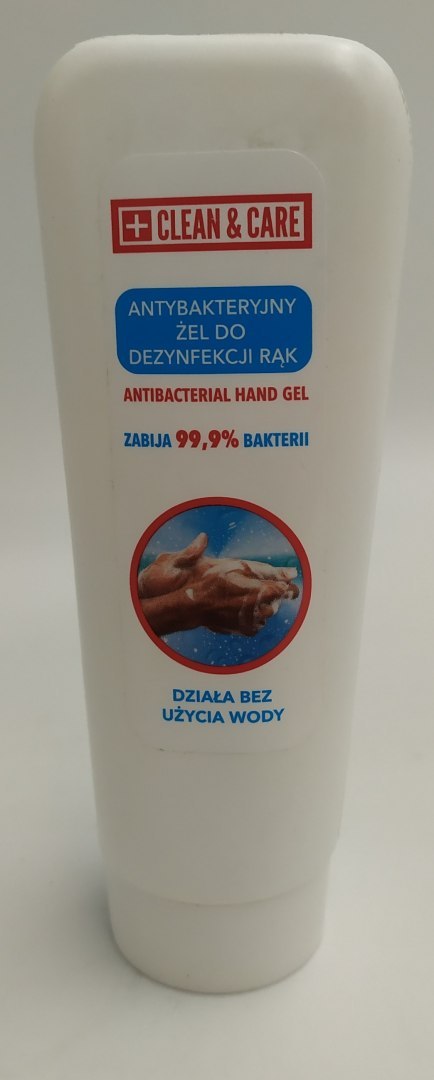 CLEAN & CARE
ANTYBAKTERYJNY
ŻEL DO
DEZYNFEKCJI RĄK
ANTIBACTERIAL HAND GEL
ZABIJA 99,9% BAKTERII
DZIAŁA BEZ
UŻYCIA WODY